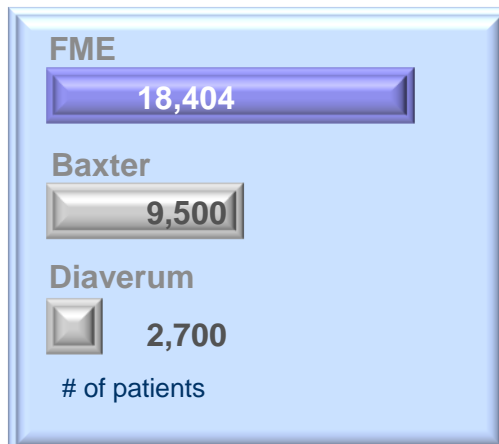 FME
18,404
Baxter
9,500
Diaverum
2,700
# of patients